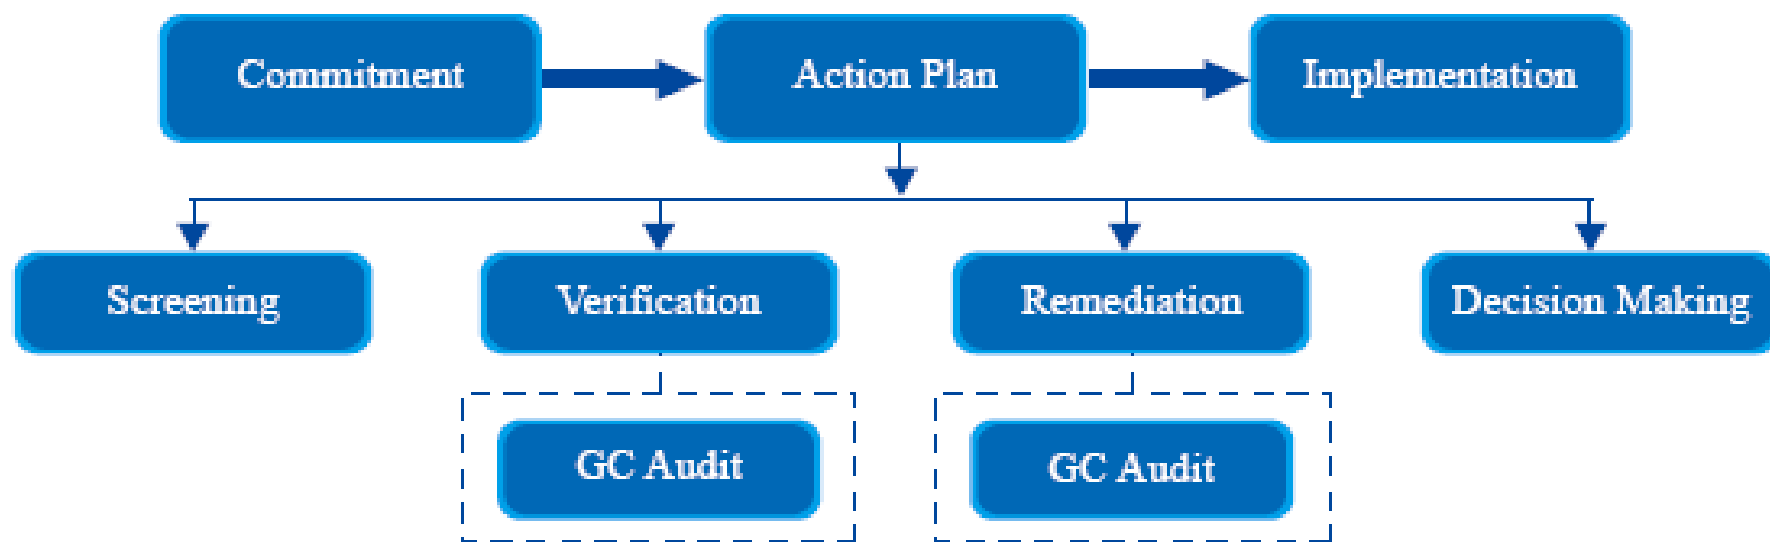 Commitment
Action Plan
Implementation
Screening
Verification
Remediation
Decision Making
GC Audit
GC Audit